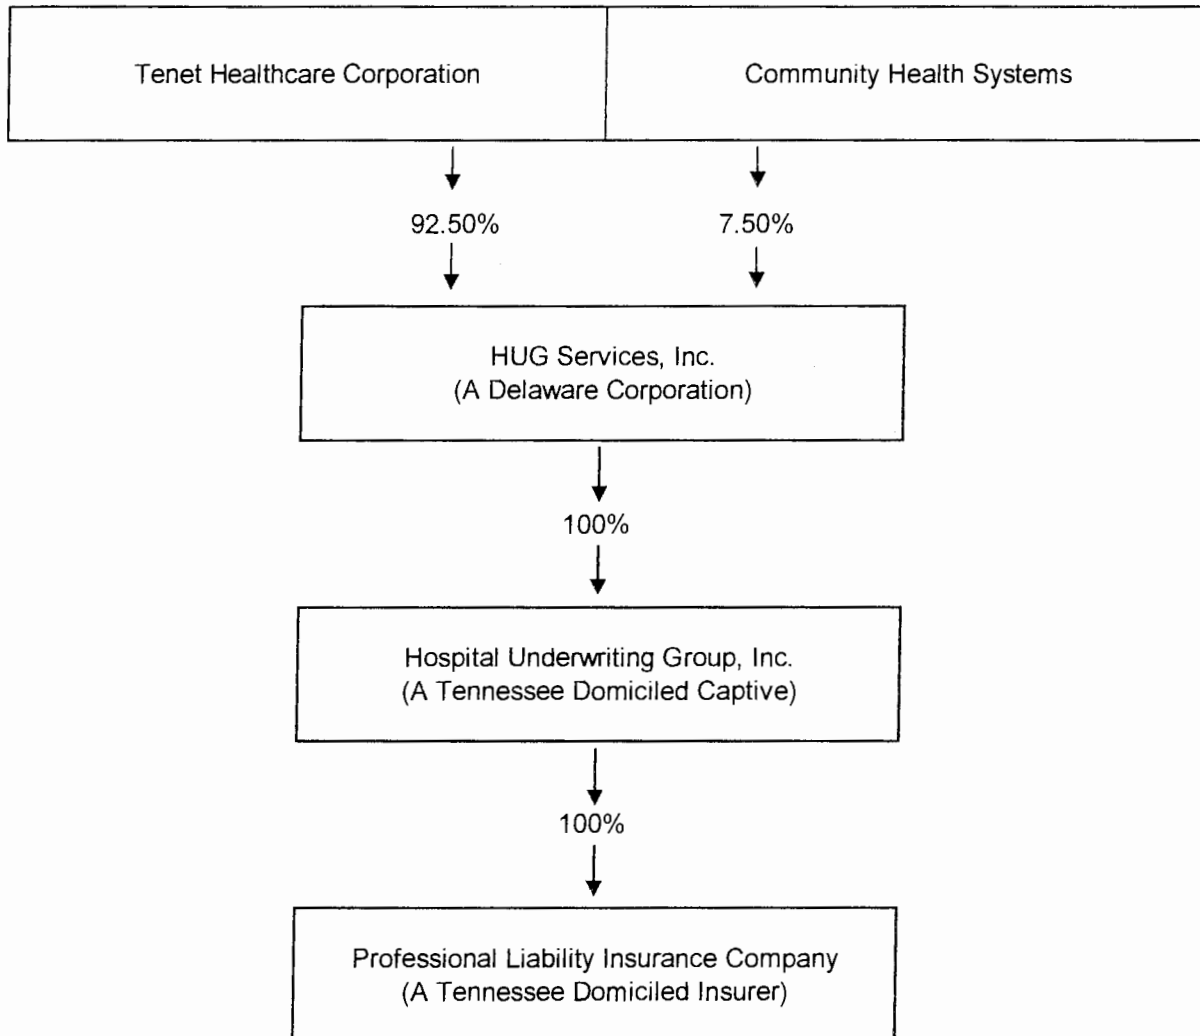 Tenet Healthcare Corporation
Community Health Systems
92.50%
7.50%
HUG Services, Inc.
(A Delaware Corporation)
100%
Hospital Underwriting Group, Inc.
(A Tennessee Domiciled Captive)
100%
Professional Liability Insurance Company
(A Tennessee Domiciled Insurer)